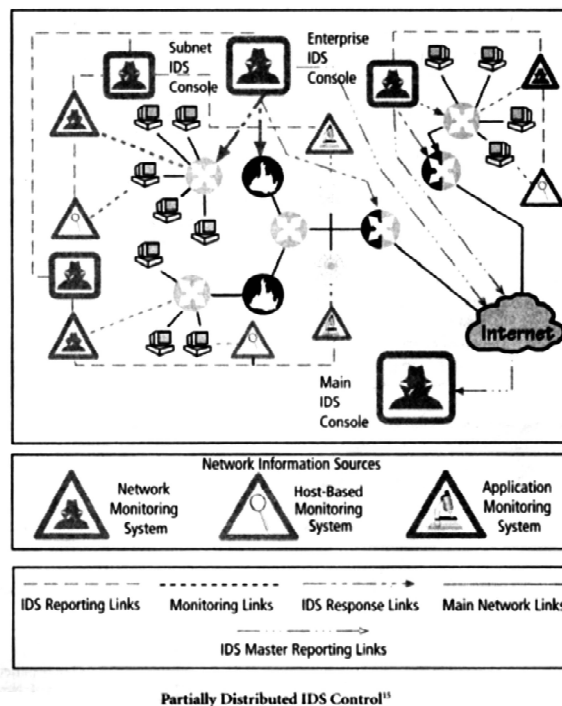 Subnet
IDS
Console
Enterprise
IDS
Console
Internet
Main
IDS
Console
Network Information Sources
Network
Monitoring
System
Host-Based
Monitoring
System
Application
Monitoring
System
IDS Reporting Links
Monitoring Links
IDS Response Links
Main Network Links
IDS Master Reporting Links
Partially Distributed IDS Control¹⁵